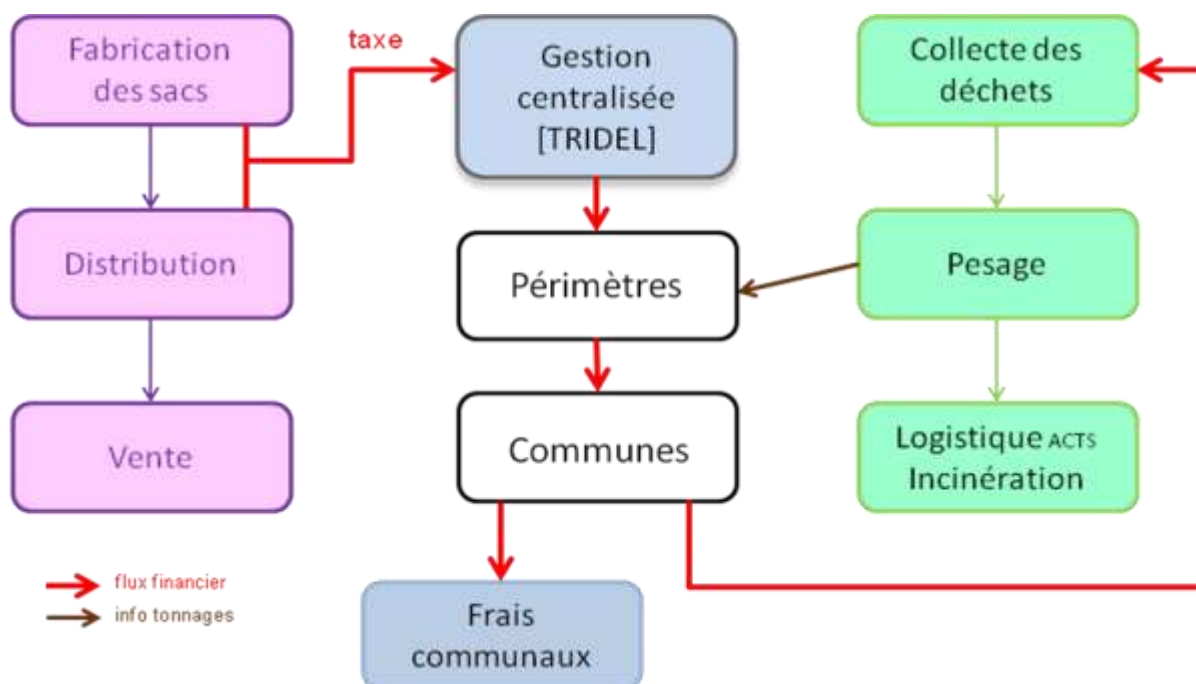 Fabrication
des sacs
taxe
Gestion
centralisée
[TRIDEL]
Collecte des
déchets
Distribution
Périmètres
Pesage
Vente
Communes
Logistique ACTS
Incinération
flux financier
info tonnages
Frais
communaux